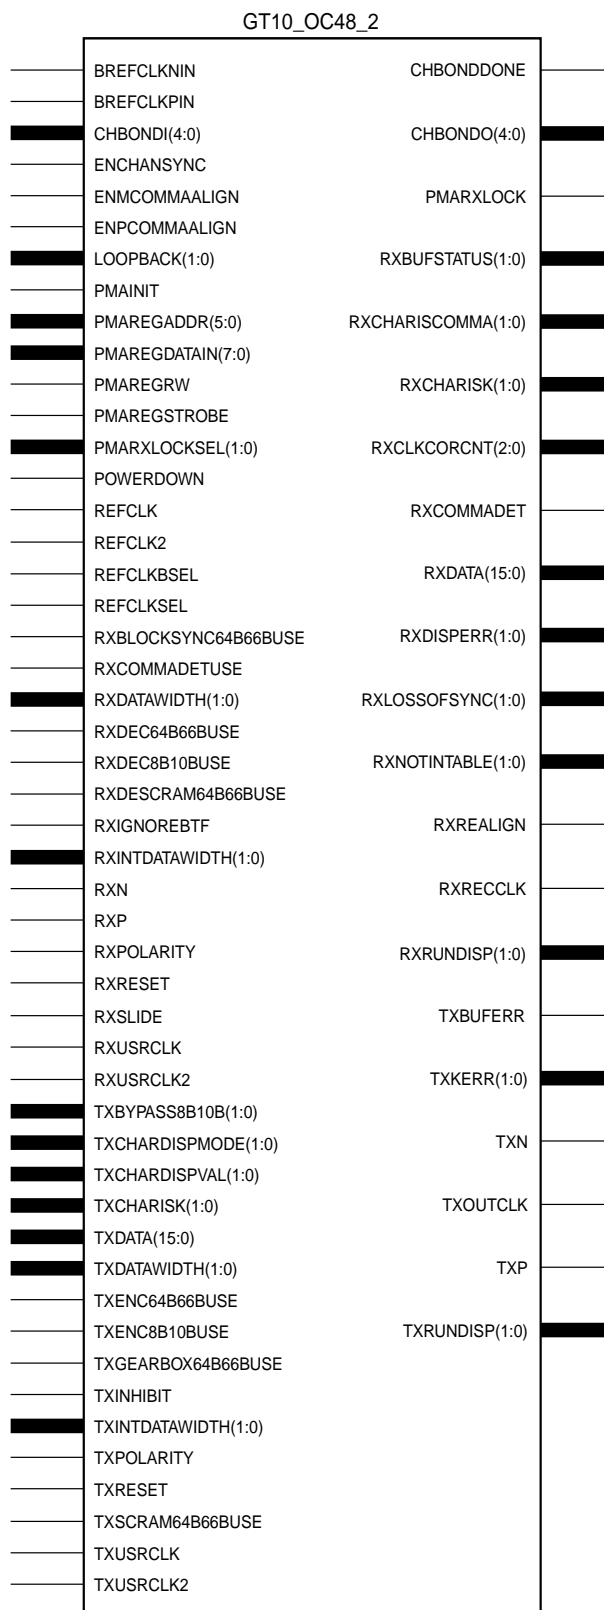 GT10_OC48_2
BREFCLKNIN CHBONDDONE
BREFCLKPIN
CHBONDI(4:0) CHBONDO(4:0)
ENCHANSYNC
ENMCOMMAALIGN PMARXLOCK
ENPCOMMAALIGN
LOOPBACK(1:0) RXBUFSTATUS(1:0)
PMAINIT
PMAREGADDR(5:0) RXCHARISCOMMA(1:0)
PMAREGDATAIN(7:0)
PMAREGRW RXCHARISK(1:0)
PMAREGSTROBE
PMARXLOCKSEL(1:0) RXCLKCORCNT(2:0)
POWERDOWN
REFCLK RXCOMMADET
REFCLK2
REFCLKBSEL RXDATA(15:0)
REFCLKSEL
RXBLOCKSYNC64B66BUSE RXDISPERR(1:0)
RXCOMMADETUSE
RXDATAWIDTH(1:0) RXLOSSOFSYNC(1:0)
RXDEC64B66BUSE
RXDEC8B10BUSE RXNOTINTABLE(1:0)
RXDESCRAM64B66BUSE
RXIGNOREBTF RXREALIGN
RXINTDATAWIDTH(1:0)
RXN RXRECCLK
RXP
RXPOLARITY RXRUNDISP(1:0)
RXRESET
RXSLIDE TXBUFERR
RXUSRCLK
RXUSRCLK2 TXKERR(1:0)
TXBYPASS8B10B(1:0)
TXCHARDISPMODE(1:0) TXN
TXCHARDISPVAL(1:0)
TXCHARISK(1:0) TXOUTCLK
TXDATA(15:0)
TXDATAWIDTH(1:0) TXP
TXENC64B66BUSE
TXENC8B10BUSE TXRUNDISP(1:0)
TXGEARBOX64B66BUSE
TXINHIBIT
TXINTDATAWIDTH(1:0)
TXPOLARITY
TXRESET
TXSCRAM64B66BUSE
TXUSRCLK
TXUSRCLK2